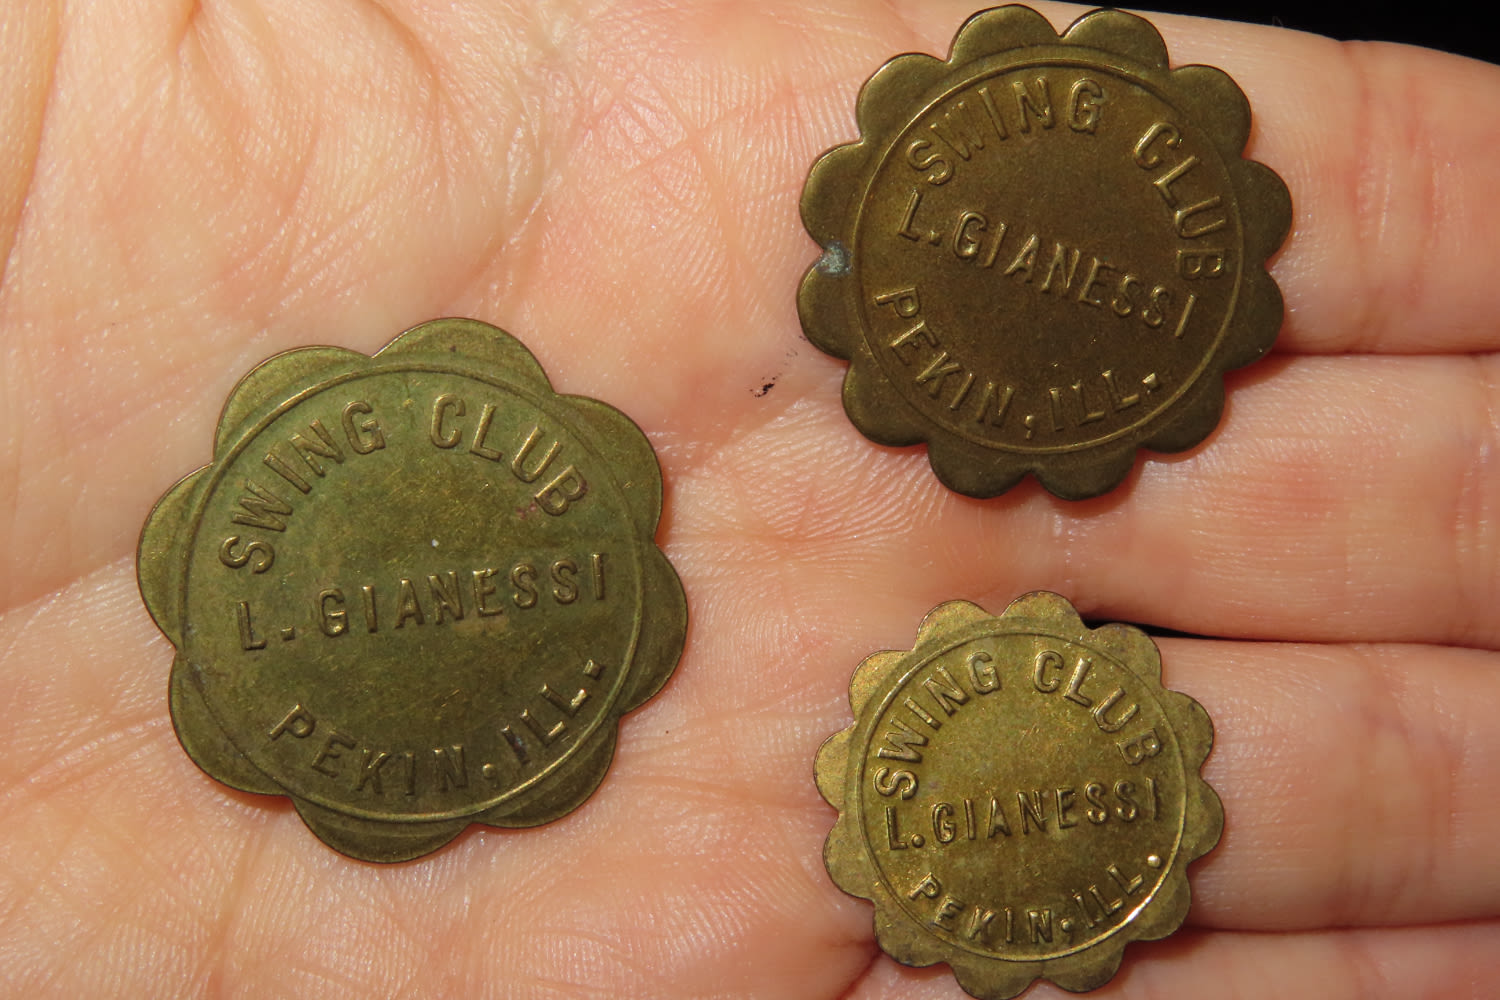 SWING CLUB
L. GIANESSI
PEKIN, ILL.
SWING CLUB
L. GIANESSI
PEKIN, ILL.
SWING CLUB
L. GIANESSI
PEKIN, ILL.